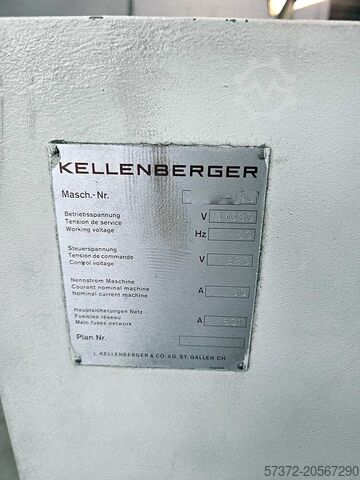 KELLENBERGER
Masch.-Nr.
Betriebsspannung
Tension de service V
Working voltage Hz
Steuerspannung
Tension de commande V
Control voltage
Nennstrom Maschine
Courant nominal machine A
Nominal current machine
Hauptsicherungen Netz
Fusibles réseau A
Main fuses network
Plan Nr.
L. KELLENBERGER & CO. AG. ST. GALLEN CH
57372-20567290